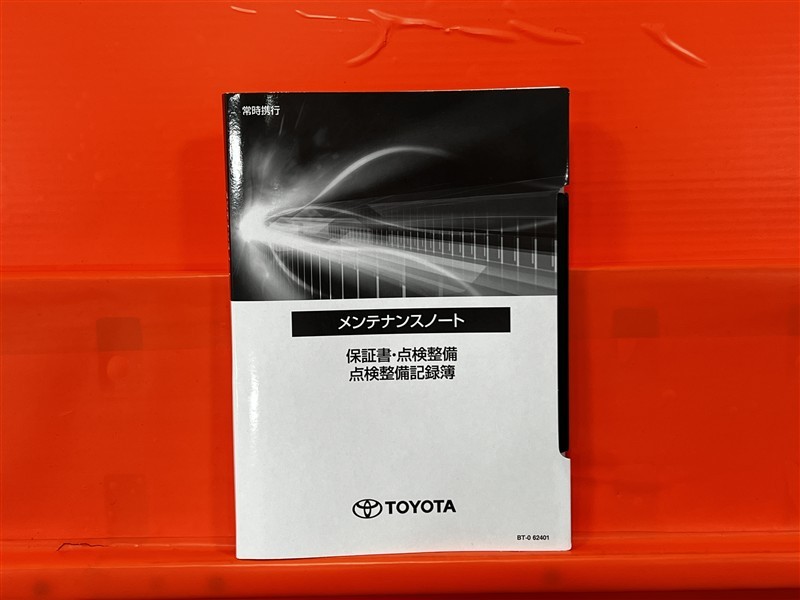 常時携行
メンテナンスノート
保証書・点検整備
点検整備記録簿
TOYOTA
BT-0 62401